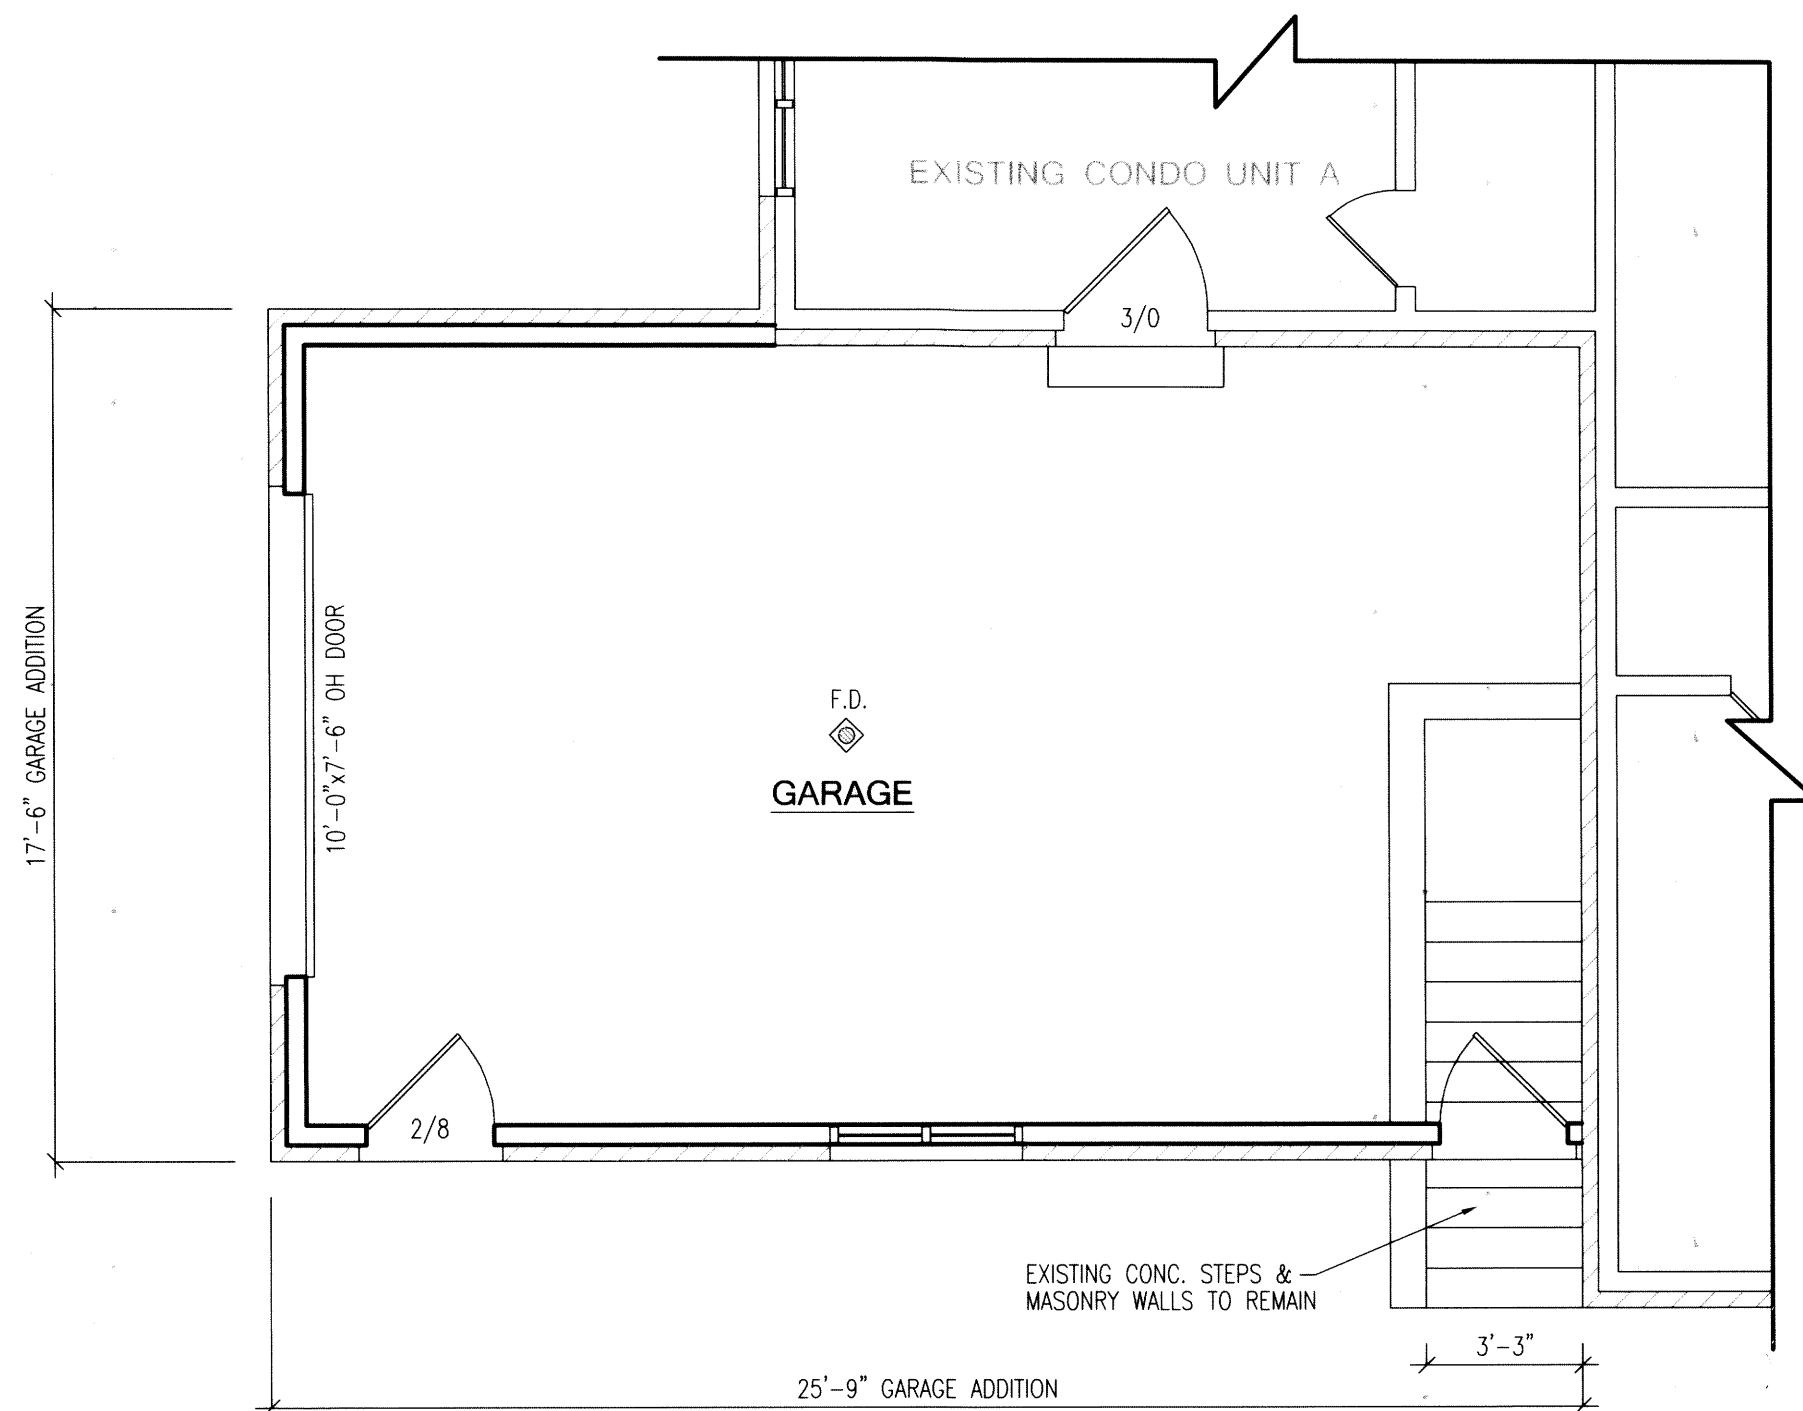 EXISTING CONDO UNIT A
3/0
17'-6" GARAGE ADDITION
10'-0"x7'-6" OH DOOR
F.D.
GARAGE
2/8
EXISTING CONC. STEPS &
MASONRY WALLS TO REMAIN
3'-3"
25'-9" GARAGE ADDITION